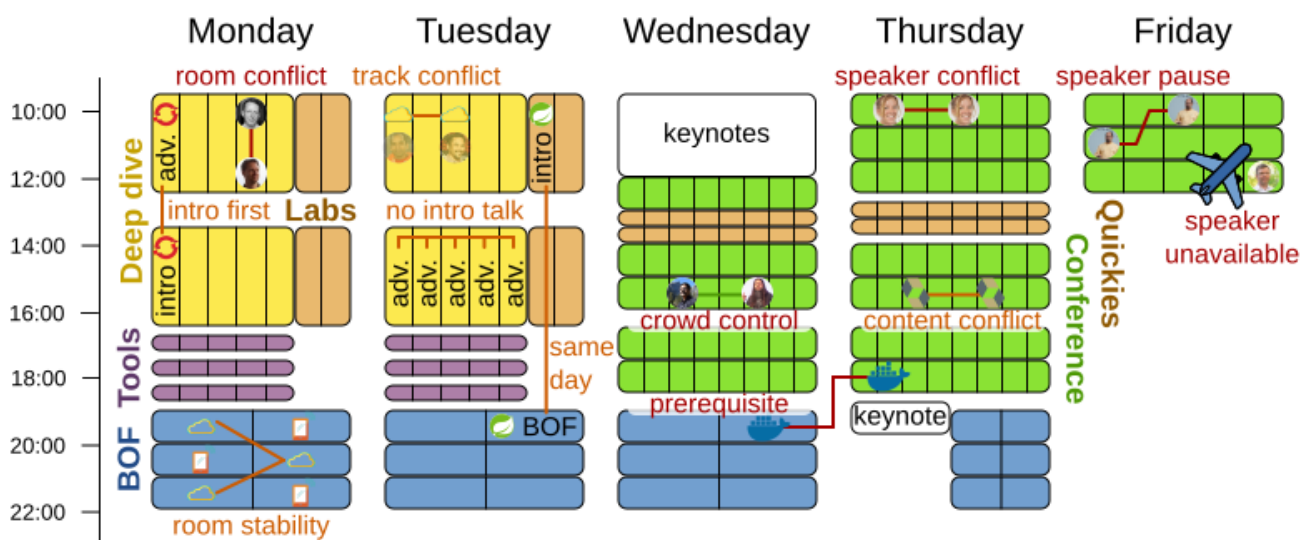 Monday
Tuesday
Wednesday
Thursday
Friday
room conflict
track conflict
speaker conflict
speaker pause
10:00
12:00
14:00
16:00
18:00
20:00
22:00
Deep dive
Tools
BOF
adv.
intro first
Labs
intro
room stability
intro
no intro talk
adv.
adv.
adv.
adv.
adv.
same
day
BOF
keynotes
crowd control
prerequisite
content conflict
keynote
Conference
Quickies
speaker
unavailable